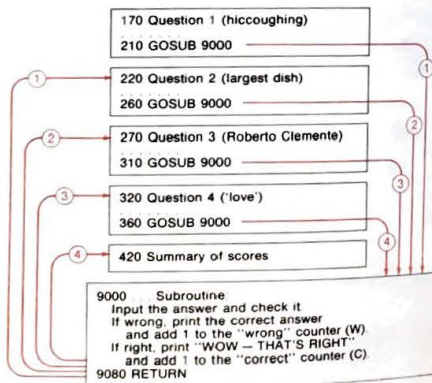 170 Question 1 (hiccoughing)
. . . . . . . .
210 GOSUB 9000
1
1
220 Question 2 (largest dish)
. . . . . . . .
260 GOSUB 9000
2
2
270 Question 3 (Roberto Clemente)
. . . . . . . .
310 GOSUB 9000
3
3
320 Question 4 ('love')
. . . . . . . .
360 GOSUB 9000
4
4
420 Summary of scores
9000 . . . Subroutine:
Input the answer and check it
If wrong, print the correct answer
and add 1 to the "wrong" counter (W).
If right, print "WOW – THAT'S RIGHT"
and add 1 to the "correct" counter (C).
9080 RETURN